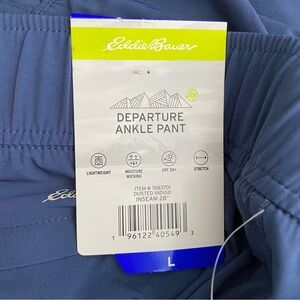 Eddie Bauer
DEPARTURE
ANKLE PANT
LIGHTWEIGHT
MOISTURE
WICKING
UPF 50+
STRETCH
ITEM # 1583701
DUSTED INDIGO
INSEAM 28"
1 96122 40549 3
L